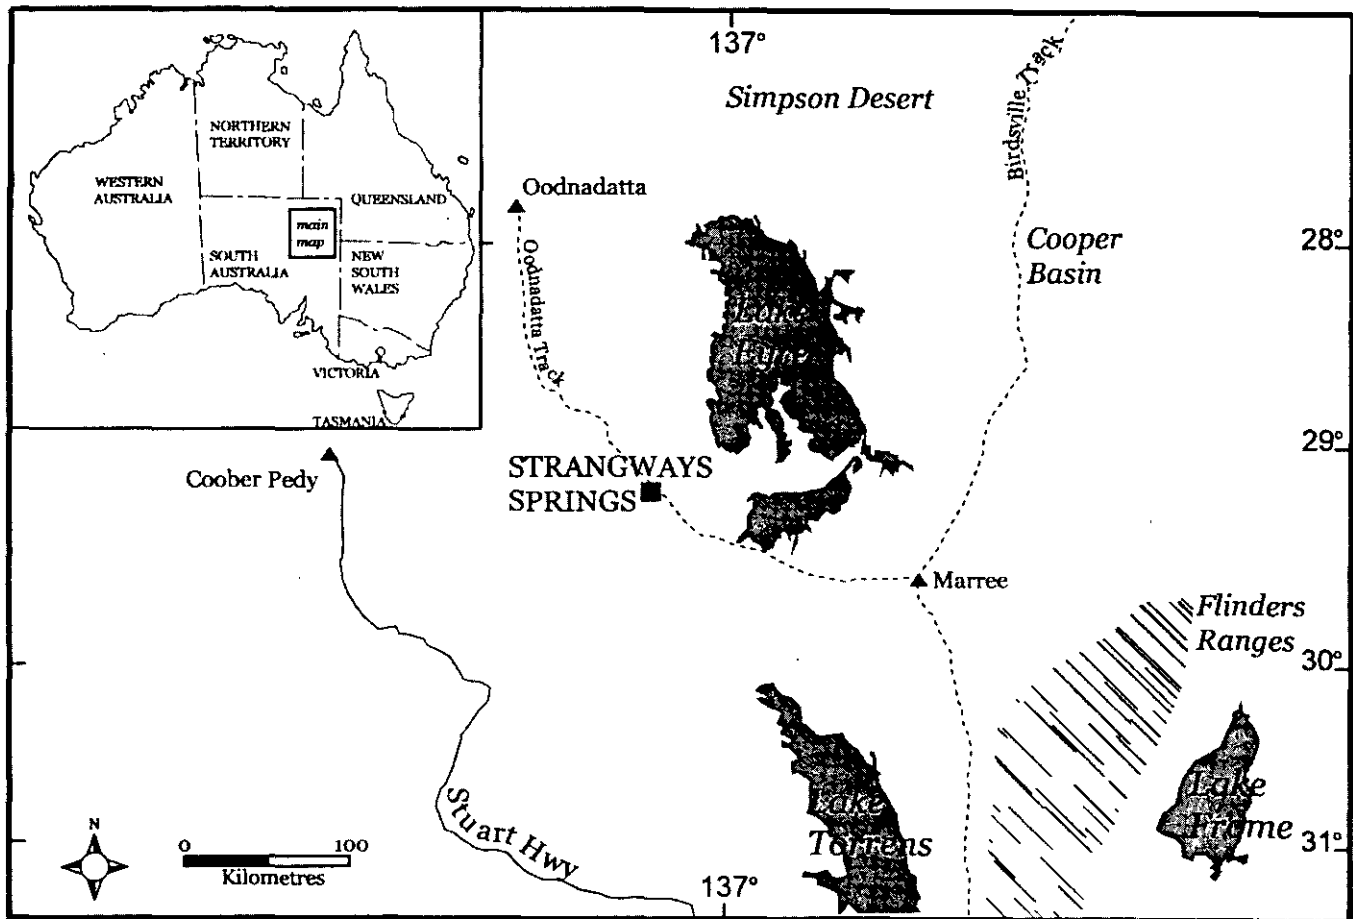 NORTHERN
TERRITORY
WESTERN
AUSTRALIA
QUEENSLAND
main
map
SOUTH
AUSTRALIA
NEW
SOUTH
WALES
VICTORIA
TASMANIA
137°
Simpson Desert
Birdsville Track
Oodnadatta
Oodnadatta Track
Cooper
Basin
28°
Lake
Eyre
29°
Coober Pedy
STRANGWAYS
SPRINGS
Marree
Flinders
Ranges
30°
Stuart Hwy
Lake
Torrens
Lake
Frome
31°
N
0 100
Kilometres
137°